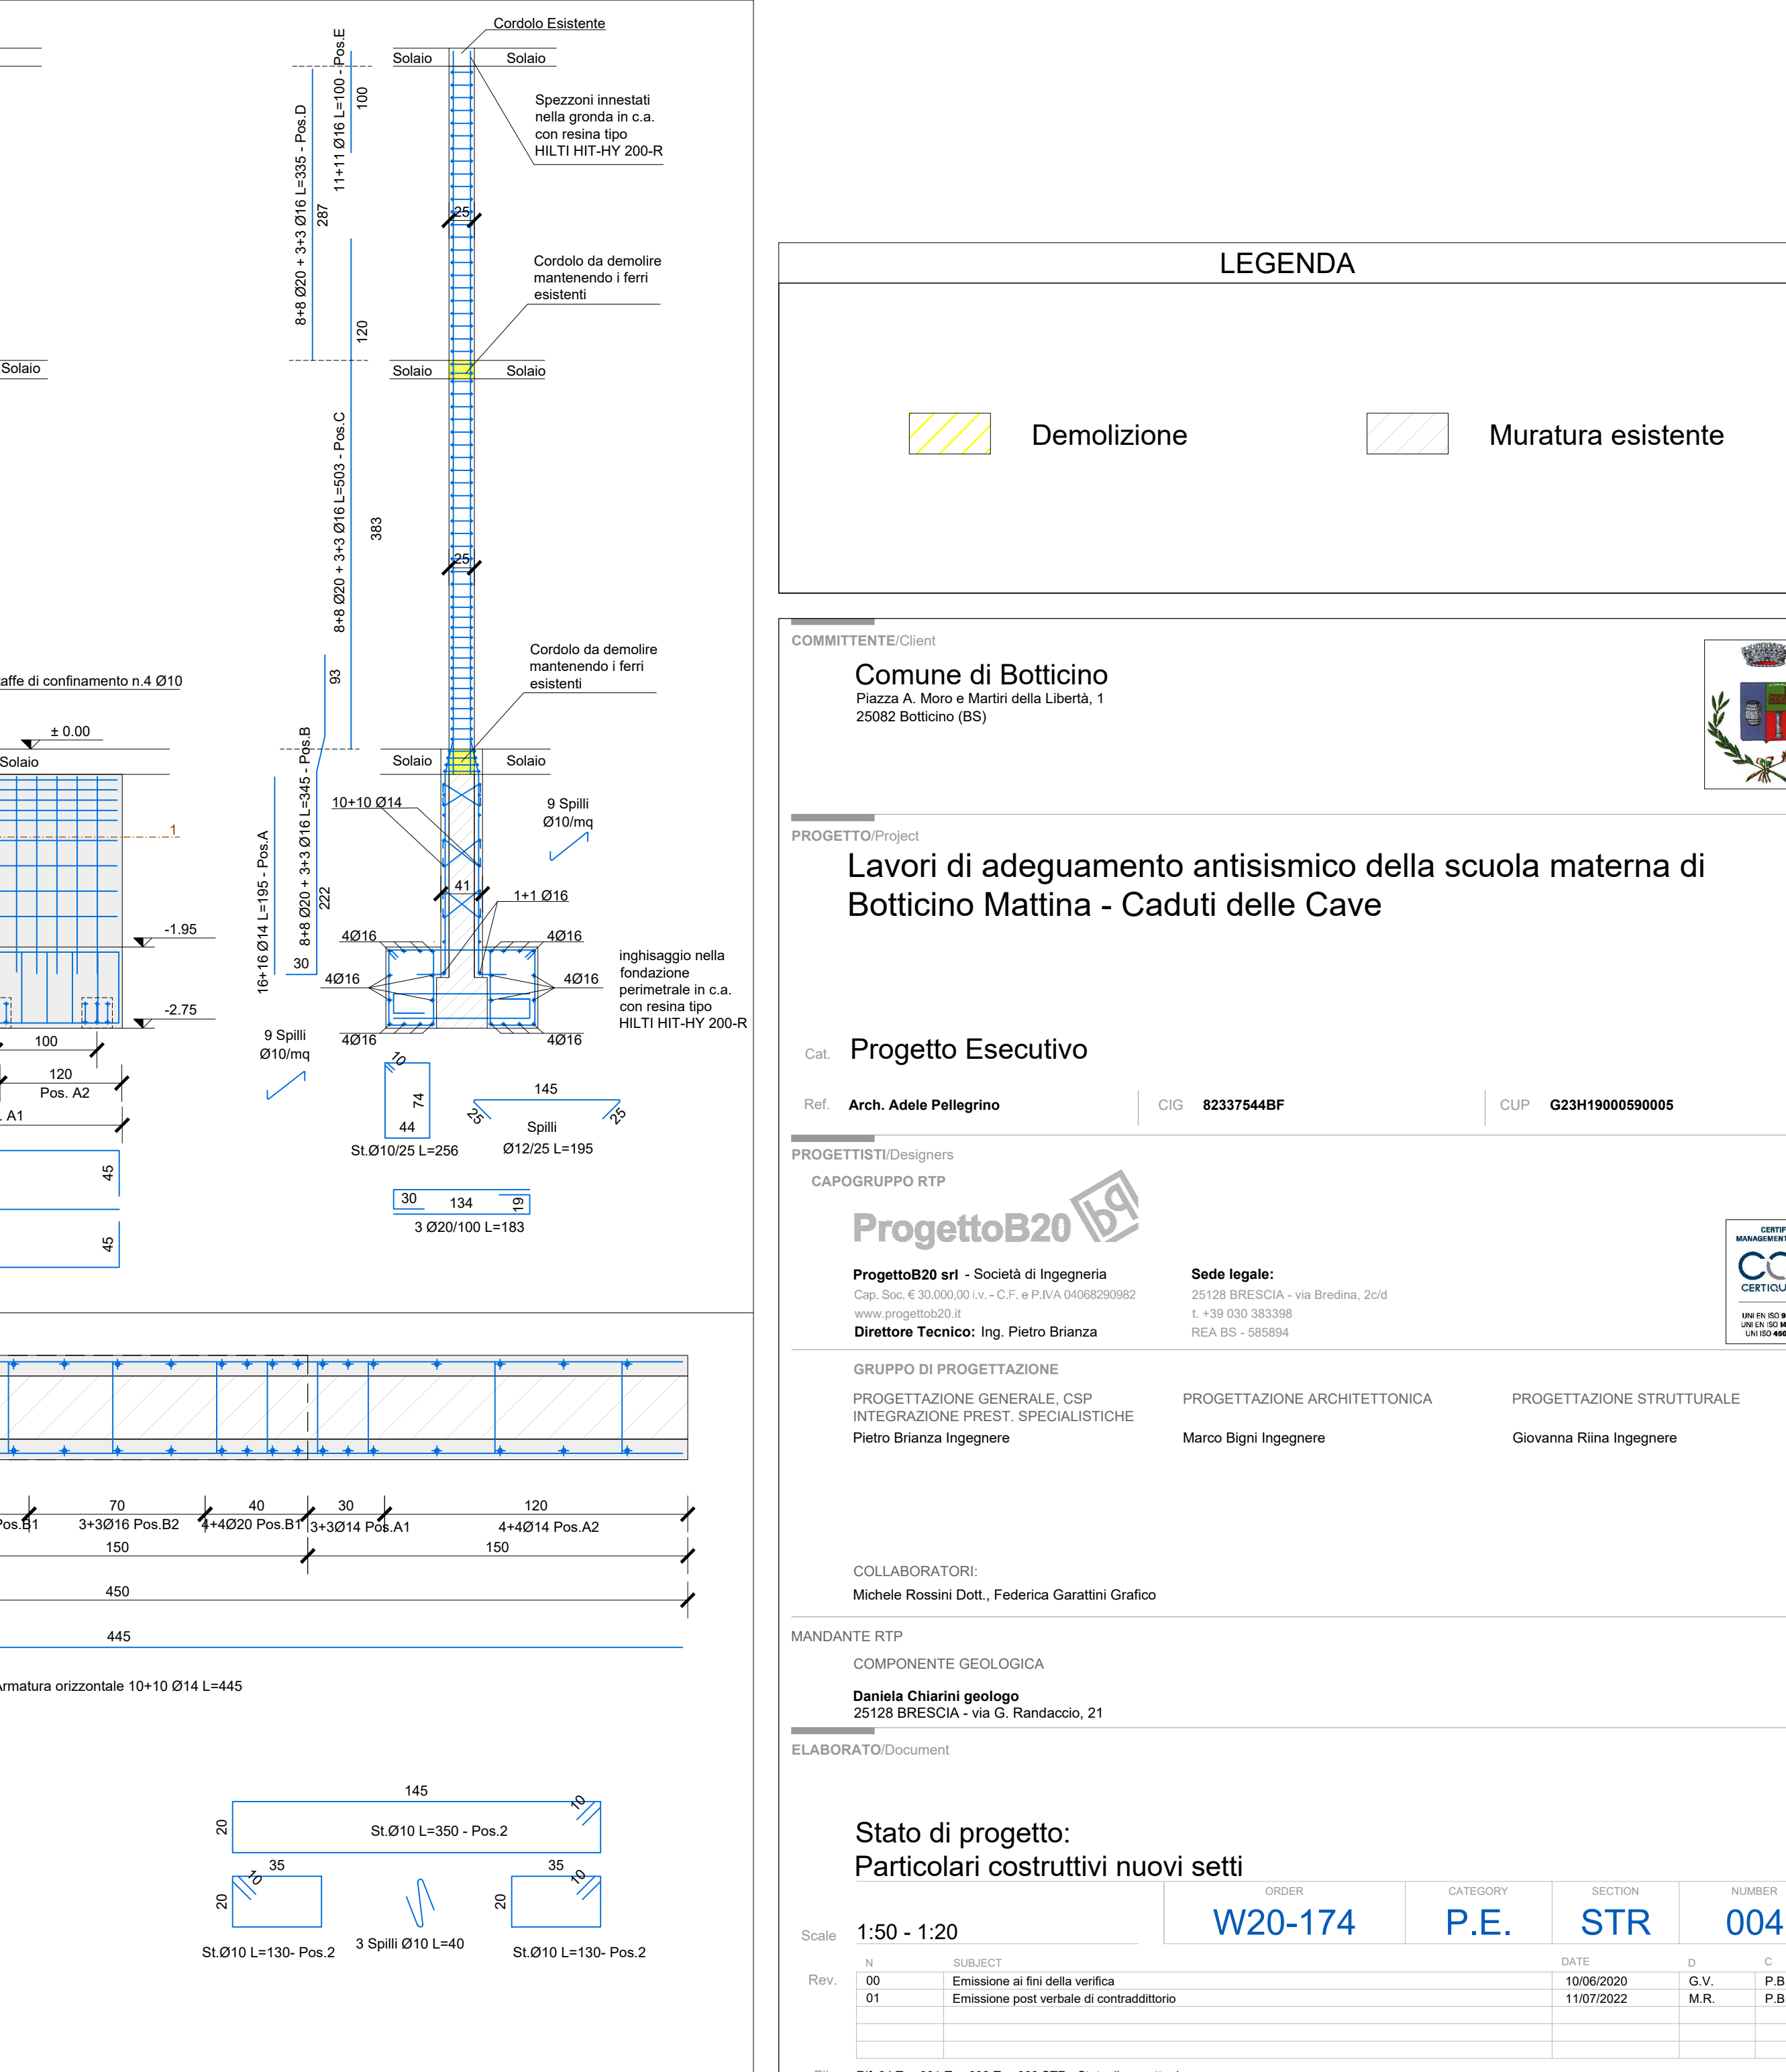 Cordolo Esistente
Solaio
Solaio
11+11 Ø16 L=100 - Pos.E
100
8+8 Ø20 + 3+3 Ø16 L=335 - Pos.D
287
Spezzoni innestati
nella gronda in c.a.
con resina tipo
HILTI HIT-HY 200-R
25
Cordolo da demolire
mantenendo i ferri
esistenti
120
Solaio
Solaio
Solaio
8+8 Ø20 + 3+3 Ø16 L=503 - Pos.C
383
25
Cordolo da demolire
mantenendo i ferri
esistenti
93
taffe di confinamento n.4 Ø10
± 0.00
Solaio
Solaio
Solaio
8+8 Ø20 + 3+3 Ø16 L=345 - Pos.B
222
16+16 Ø14 L=195 - Pos.A
10+10 Ø14
9 Spilli
Ø10/mq
1
41
1+1 Ø16
-1.95
4Ø16
4Ø16
30
4Ø16
4Ø16
inghisaggio nella
fondazione
perimetrale in c.a.
con resina tipo
HILTI HIT-HY 200-R
-2.75
4Ø16
4Ø16
100
9 Spilli
Ø10/mq
120
Pos. A2
. A1
10
74
44
St.Ø10/25 L=256
145
25
25
Spilli
Ø12/25 L=195
45
45
30
134
19
3 Ø20/100 L=183
70
40
30
120
Pos.B1
3+3Ø16 Pos.B2
4+4Ø20 Pos.B1
3+3Ø14 Pos.A1
4+4Ø14 Pos.A2
150
150
450
445
Armatura orizzontale 10+10 Ø14 L=445
145
20
10
St.Ø10 L=350 - Pos.2
35
35
20
10
20
10
St.Ø10 L=130- Pos.2
3 Spilli Ø10 L=40
St.Ø10 L=130- Pos.2
LEGENDA
Demolizione
Muratura esistente
COMMITTENTE/Client
Comune di Botticino
Piazza A. Moro e Martiri della Libertà, 1
25082 Botticino (BS)
PROGETTO/Project
Lavori di adeguamento antisismico della scuola materna di
Botticino Mattina - Caduti delle Cave
Cat. Progetto Esecutivo
Ref. Arch. Adele Pellegrino
CIG 82337544BF
CUP G23H19000590005
PROGETTISTI/Designers
CAPOGRUPPO RTP
ProgettoB20
ProgettoB20 srl - Società di Ingegneria
Cap. Soc. € 30.000,00 i.v. - C.F. e P.IVA 04068290982
www.progettob20.it
Direttore Tecnico: Ing. Pietro Brianza
Sede legale:
25128 BRESCIA - via Bredina, 2c/d
t. +39 030 383398
REA BS - 585894
CERTIF
MANAGEMENT
CERTIQU
UNI EN ISO 9
UNI EN ISO 14
UNI ISO 450
GRUPPO DI PROGETTAZIONE
PROGETTAZIONE GENERALE, CSP
INTEGRAZIONE PREST. SPECIALISTICHE
Pietro Brianza Ingegnere
PROGETTAZIONE ARCHITETTONICA
Marco Bigni Ingegnere
PROGETTAZIONE STRUTTURALE
Giovanna Riina Ingegnere
COLLABORATORI:
Michele Rossini Dott., Federica Garattini Grafico
MANDANTE RTP
COMPONENTE GEOLOGICA
Daniela Chiarini geologo
25128 BRESCIA - via G. Randaccio, 21
ELABORATO/Document
Stato di progetto:
Particolari costruttivi nuovi setti
Scale 1:50 - 1:20
ORDER
W20-174
CATEGORY
P.E.
SECTION
STR
NUMBER
004
Rev.
N SUBJECT DATE D C
00 Emissione ai fini della verifica 10/06/2020 G.V. P.B
01 Emissione post verbale di contraddittorio 11/07/2022 M.R. P.B